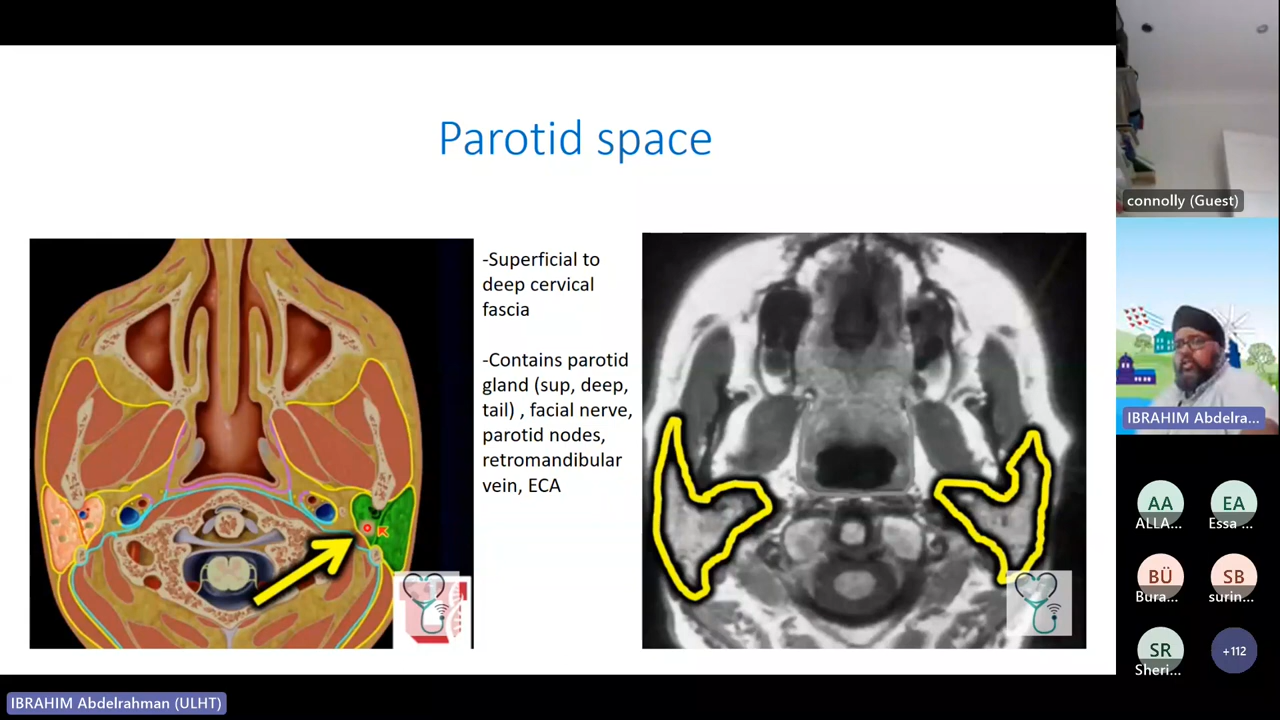 Parotid space
-Superficial to
deep cervical
fascia
-Contains parotid
gland (sup, deep,
tail) , facial nerve,
parotid nodes,
retromandibular
vein, ECA
connolly (Guest)
IBRAHIM Abdelra...
AA
EA
ALLA...
Essa ...
BÜ
SB
Bura...
surin...
SR
+112
Sheri...
IBRAHIM Abdelrahman (ULHT)